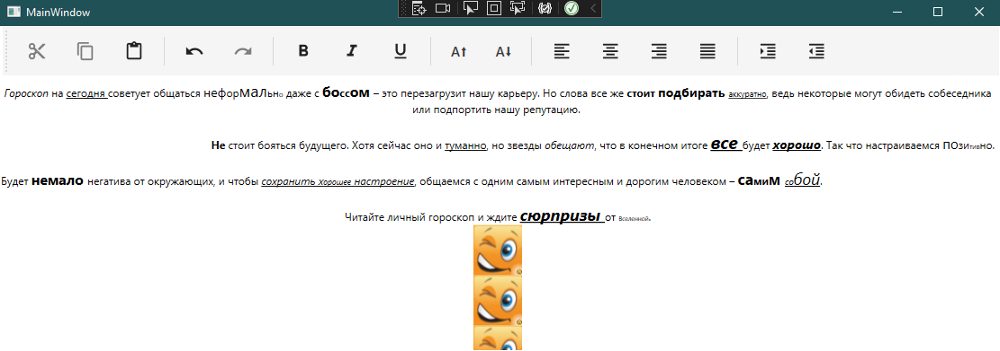 MainWindow
B I U A A
Гороскоп на сегодня советует общаться неформально даже с боссом – это перезагрузит нашу карьеру. Но слова все же стоит подбирать аккуратно, ведь некоторые могут обидеть собеседника
или подпортить нашу репутацию.
Не стоит бояться будущего. Хотя сейчас оно и туманно, но звезды обещают, что в конечном итоге все будет хорошо. Так что настраиваемся позитивно.
Будет немало негатива от окружающих, и чтобы сохранить хорошее настроение, общаемся с одним самым интересным и дорогим человеком – самим собой.
Читайте личный гороскоп и ждите сюрпризы от Вселенной.